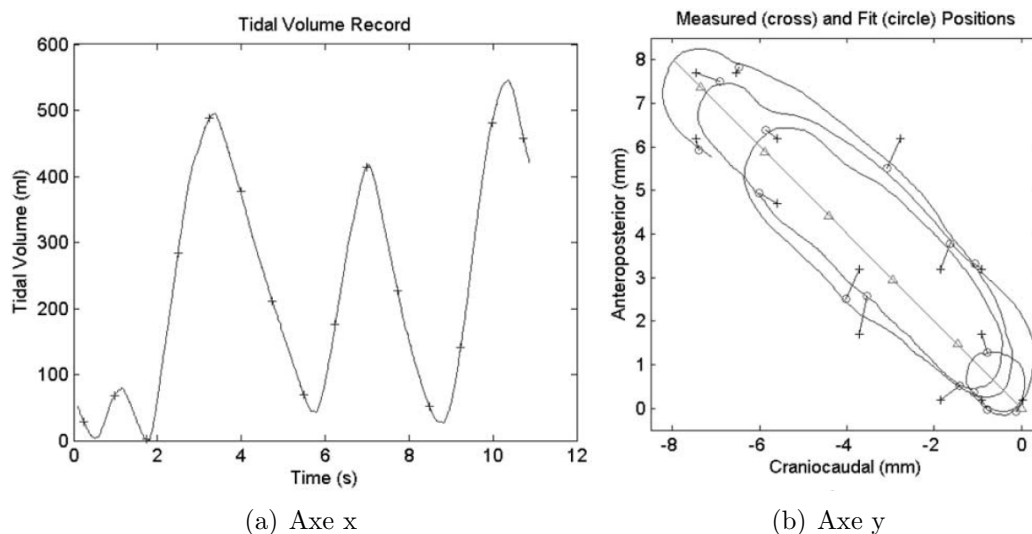 Tidal Volume Record
600
500
400
300
200
100
0
Tidal Volume (ml)
0 2 4 6 8 10 12
Time (s)
(a) Axe x
Measured (cross) and Fit (circle) Positions
8
7
6
5
4
3
2
1
0
Anteroposterior (mm)
-8 -6 -4 -2 0
Craniocaudal (mm)
(b) Axe y